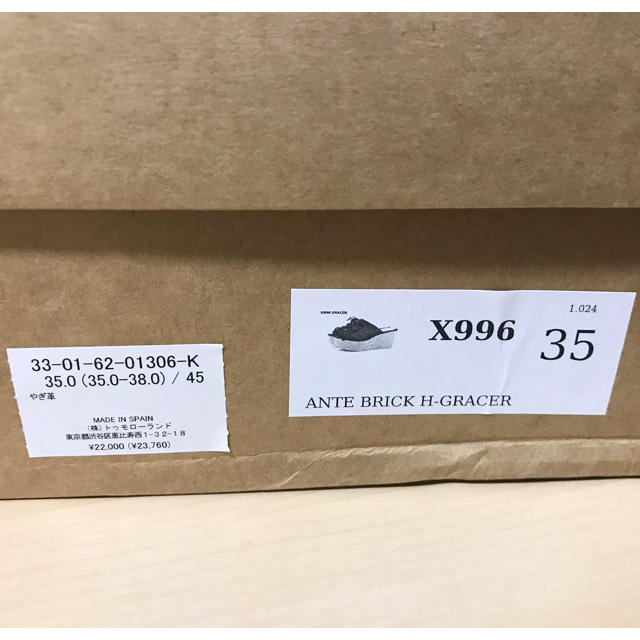 33-01-62-01306-K
35.0 (35.0-38.0) / 45
やぎ革
MADE IN SPAIN
(株)トゥモローランド
東京都渋谷区恵比寿西1-32-18
¥22,000 (¥23,760)
X996 GRACER
X996
1.024
35
ANTE BRICK H-GRACER